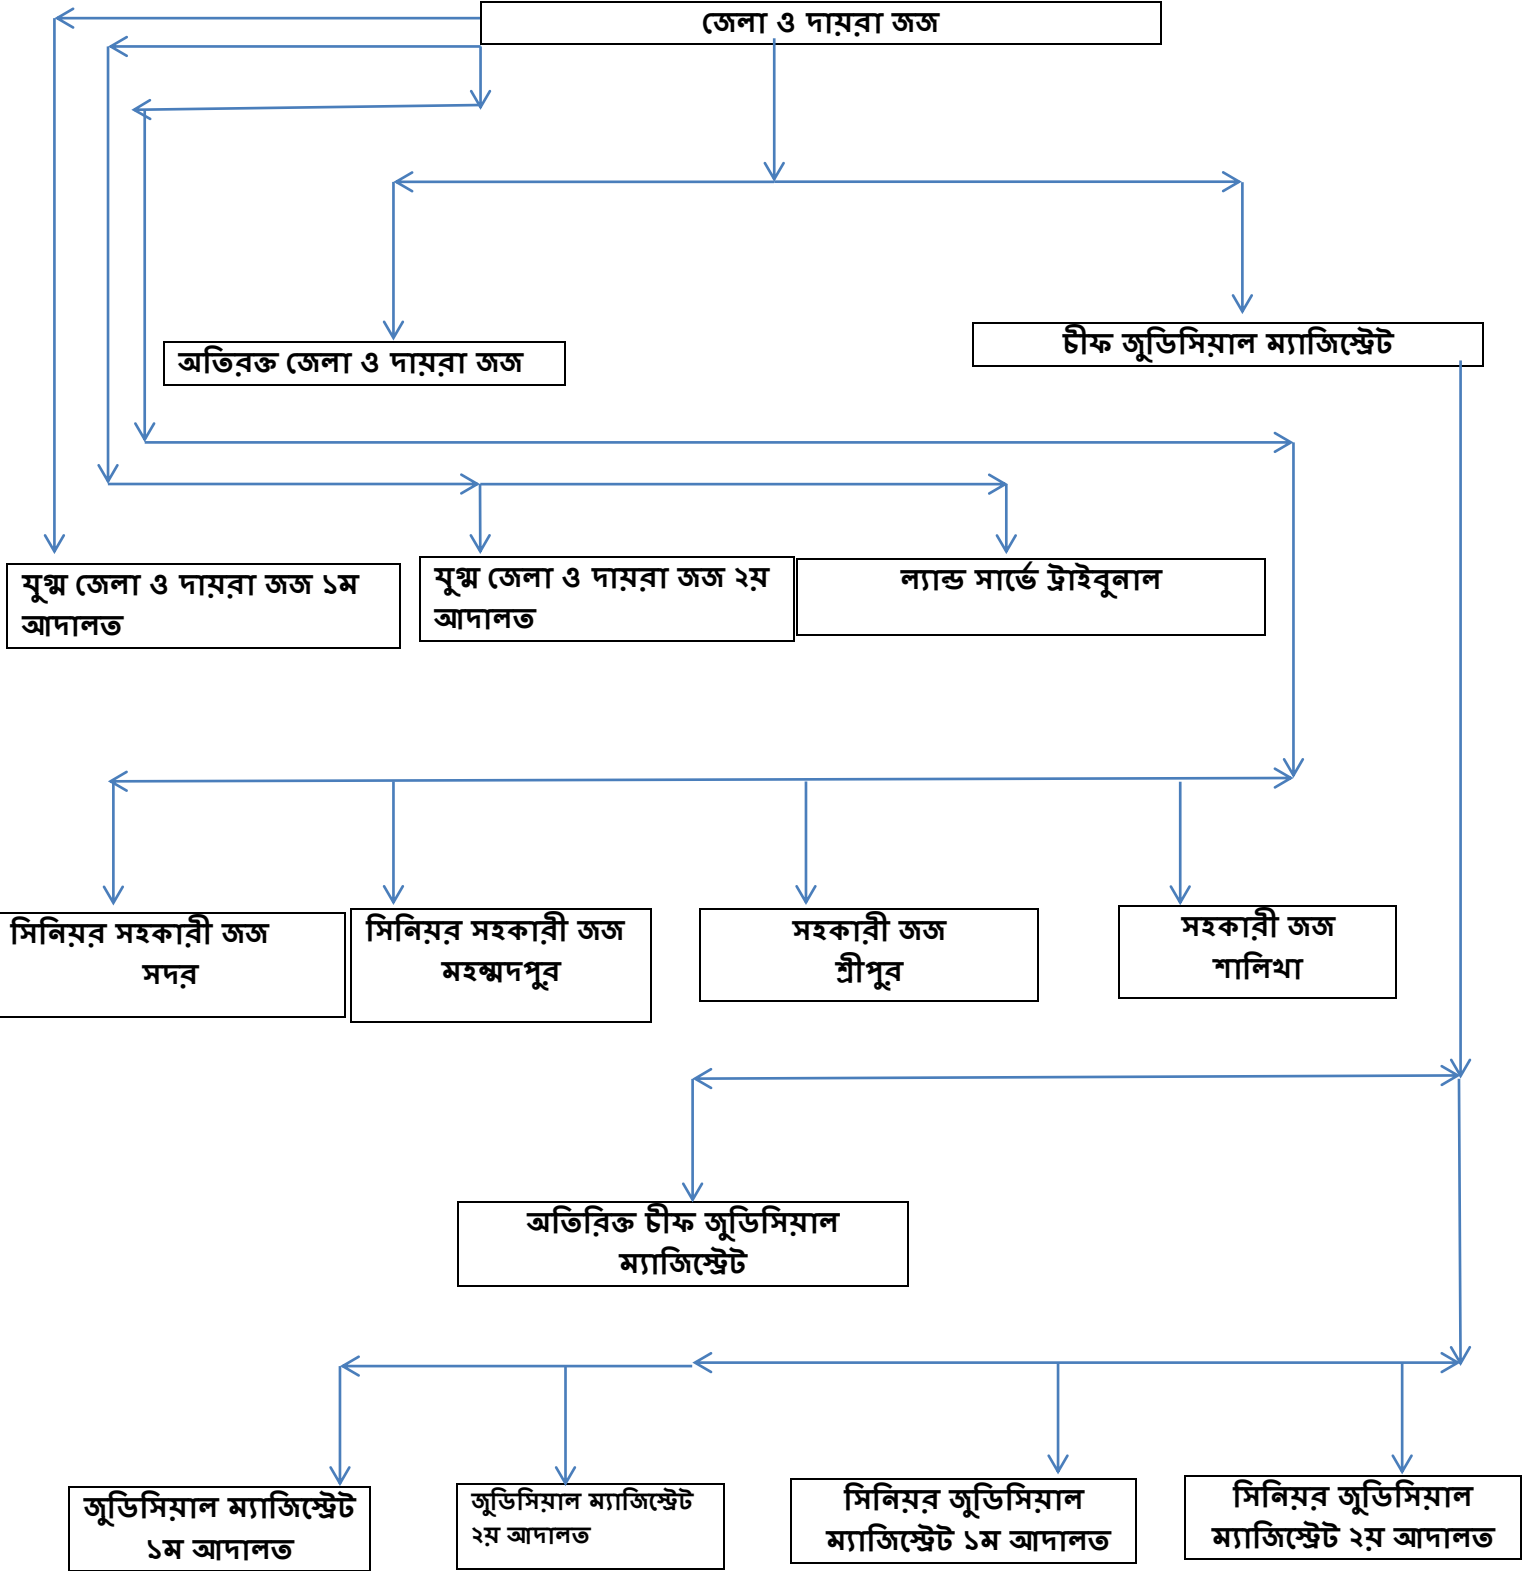 জেলা ও দায়রা জজ
চীফ জুডিসিয়াল ম্যাজিস্ট্রেট
অতিরক্ত জেলা ও দায়রা জজ
যুগ্ম জেলা ও দায়রা জজ ১ম
আদালত
যুগ্ম জেলা ও দায়রা জজ ২য়
আদালত
ল্যান্ড সার্ভে ট্রাইবুনাল
সিনিয়র সহকারী জজ
সদর
সিনিয়র সহকারী জজ
মহম্মদপুর
সহকারী জজ
শ্রীপুর
সহকারী জজ
শালিখা
অতিরিক্ত চীফ জুডিসিয়াল
ম্যাজিস্ট্রেট
জুডিসিয়াল ম্যাজিস্ট্রেট
১ম আদালত
জুডিসিয়াল ম্যাজিস্ট্রেট
২য় আদালত
সিনিয়র জুডিসিয়াল
ম্যাজিস্ট্রেট ১ম আদালত
সিনিয়র জুডিসিয়াল
ম্যাজিস্ট্রেট ২য় আদালত